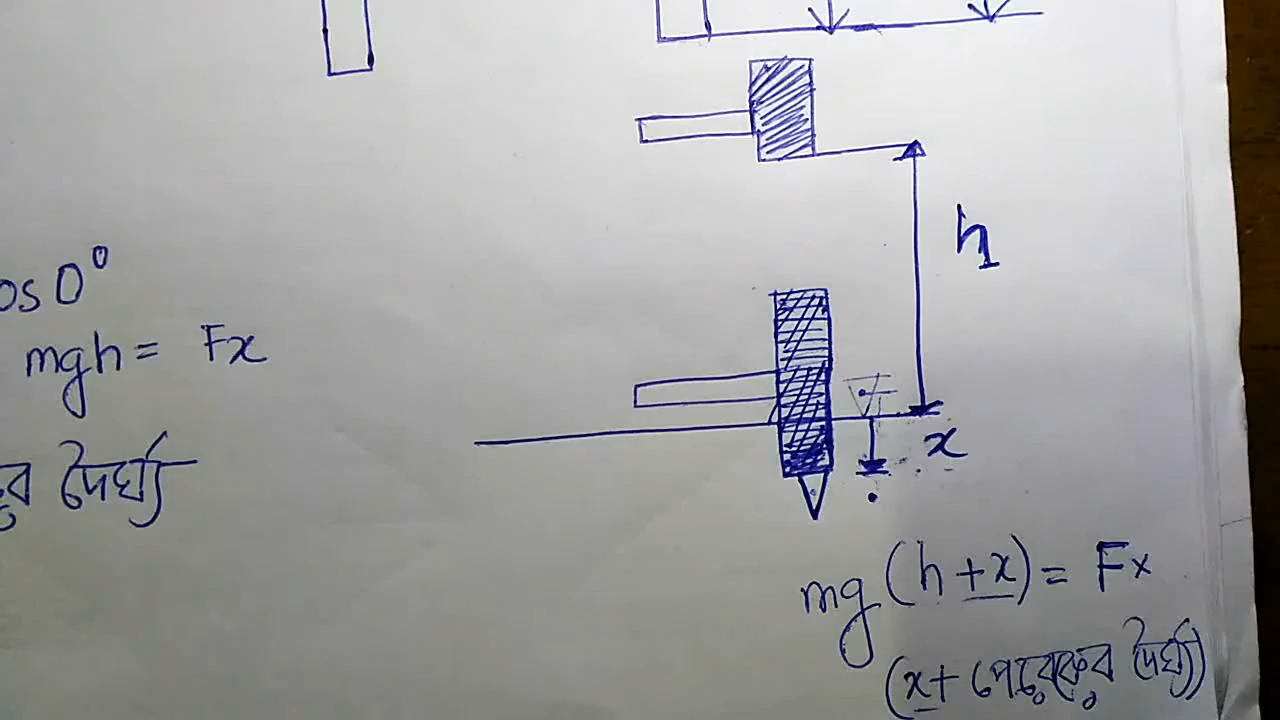 h
os 0°
mgh = Fx
দৈর্ঘ্য
x
mg (h + x) = Fx
(x + পেরেকের দৈর্ঘ্য)